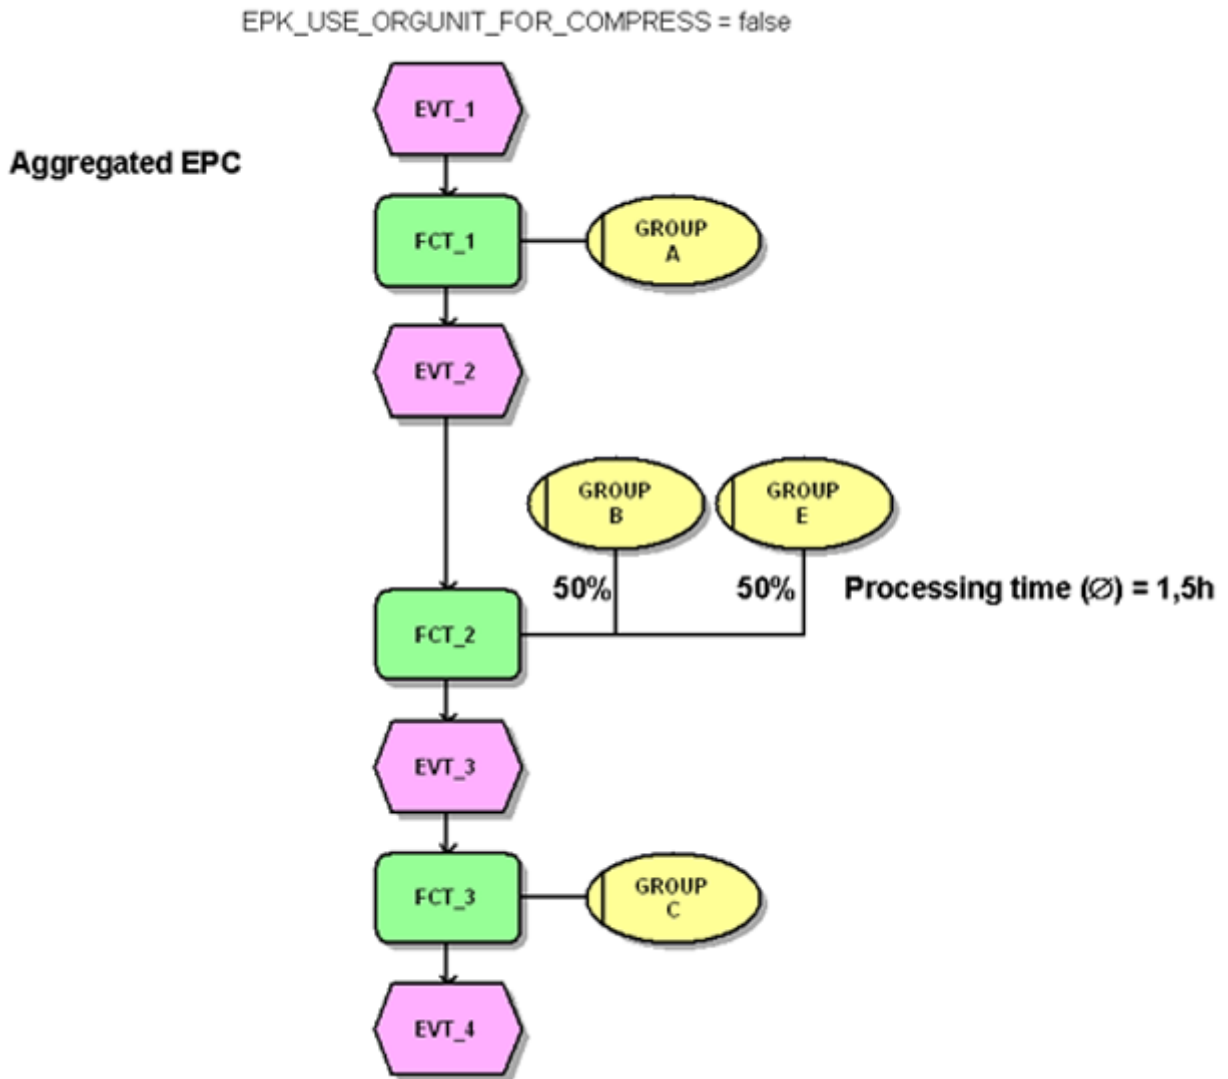 EPK_USE_ORGUNIT_FOR_COMPRESS = false
EVT_1
Aggregated EPC
FCT_1
GROUP
A
EVT_2
GROUP
B
GROUP
E
50%
50%
Processing time (∅) = 1,5h
FCT_2
EVT_3
FCT_3
GROUP
C
EVT_4